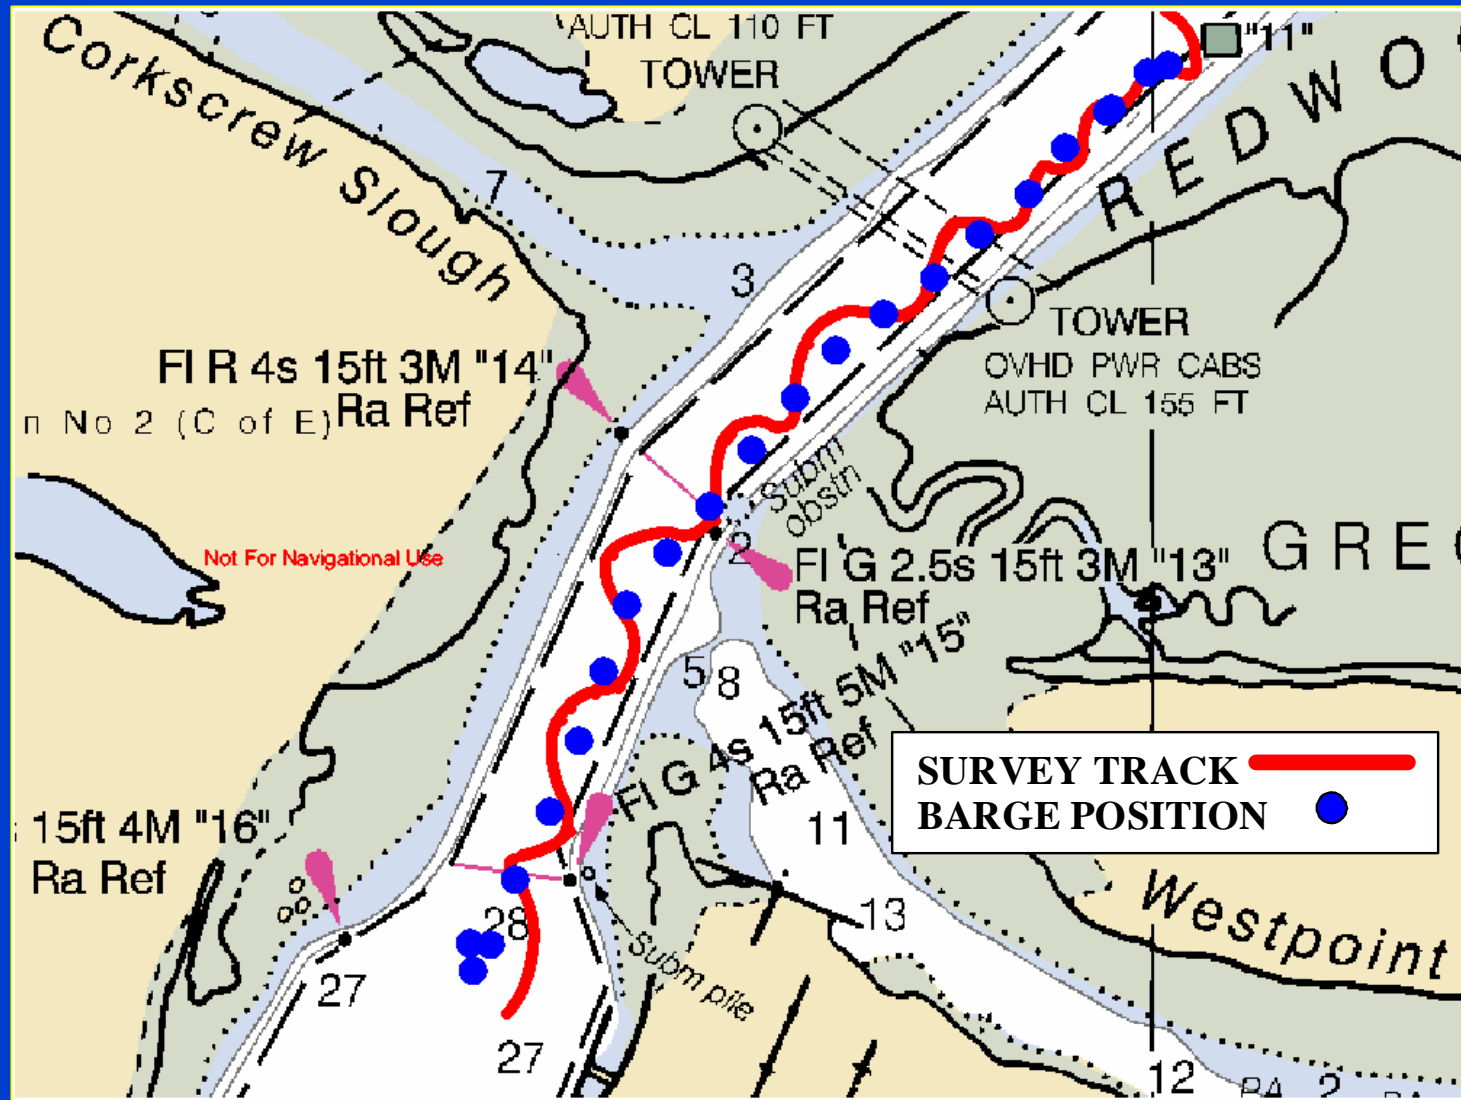 AUTH CL 110 FT
TOWER
"11"
Corkscrew Slough
7
3
TOWER
OVHD PWR CABS
AUTH CL 155 FT
Fl R 4s 15ft 3M "14"
Ra Ref
n No 2 (C of E)
Subm
obstn
Not For Navigational Use
2
Fl G 2.5s 15ft 3M "13"
Ra Ref
5
8
Fl G 4s 15ft 5M "15"
Ra Ref
SURVEY TRACK
BARGE POSITION
15ft 4M "16"
Ra Ref
11
13
28
Subm pile
27
27
Westpoint
12
2